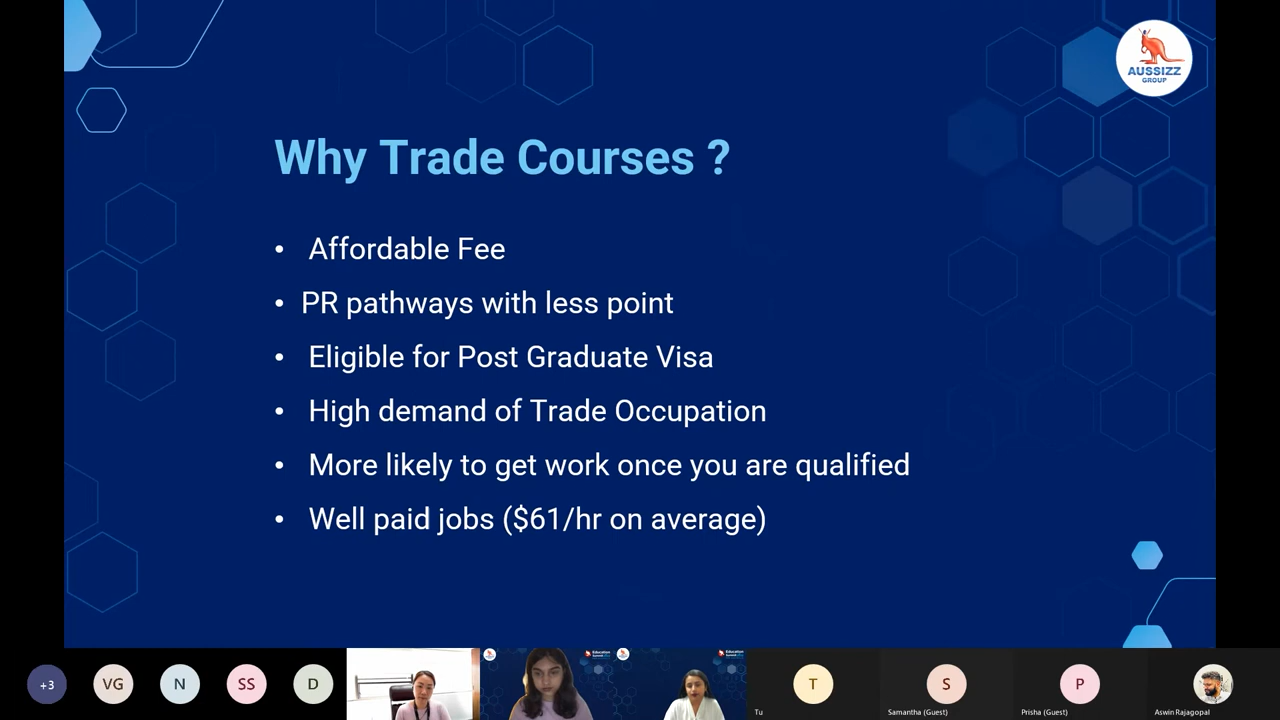 AUSSIZZ
GROUP
Why Trade Courses ?
• Affordable Fee
• PR pathways with less point
• Eligible for Post Graduate Visa
• High demand of Trade Occupation
• More likely to get work once you are qualified
• Well paid jobs ($61/hr on average)
+3
VG
N
SS
D
T
S
P
Tu
Samantha (Guest)
Prisha (Guest)
Aswin Rajagopal